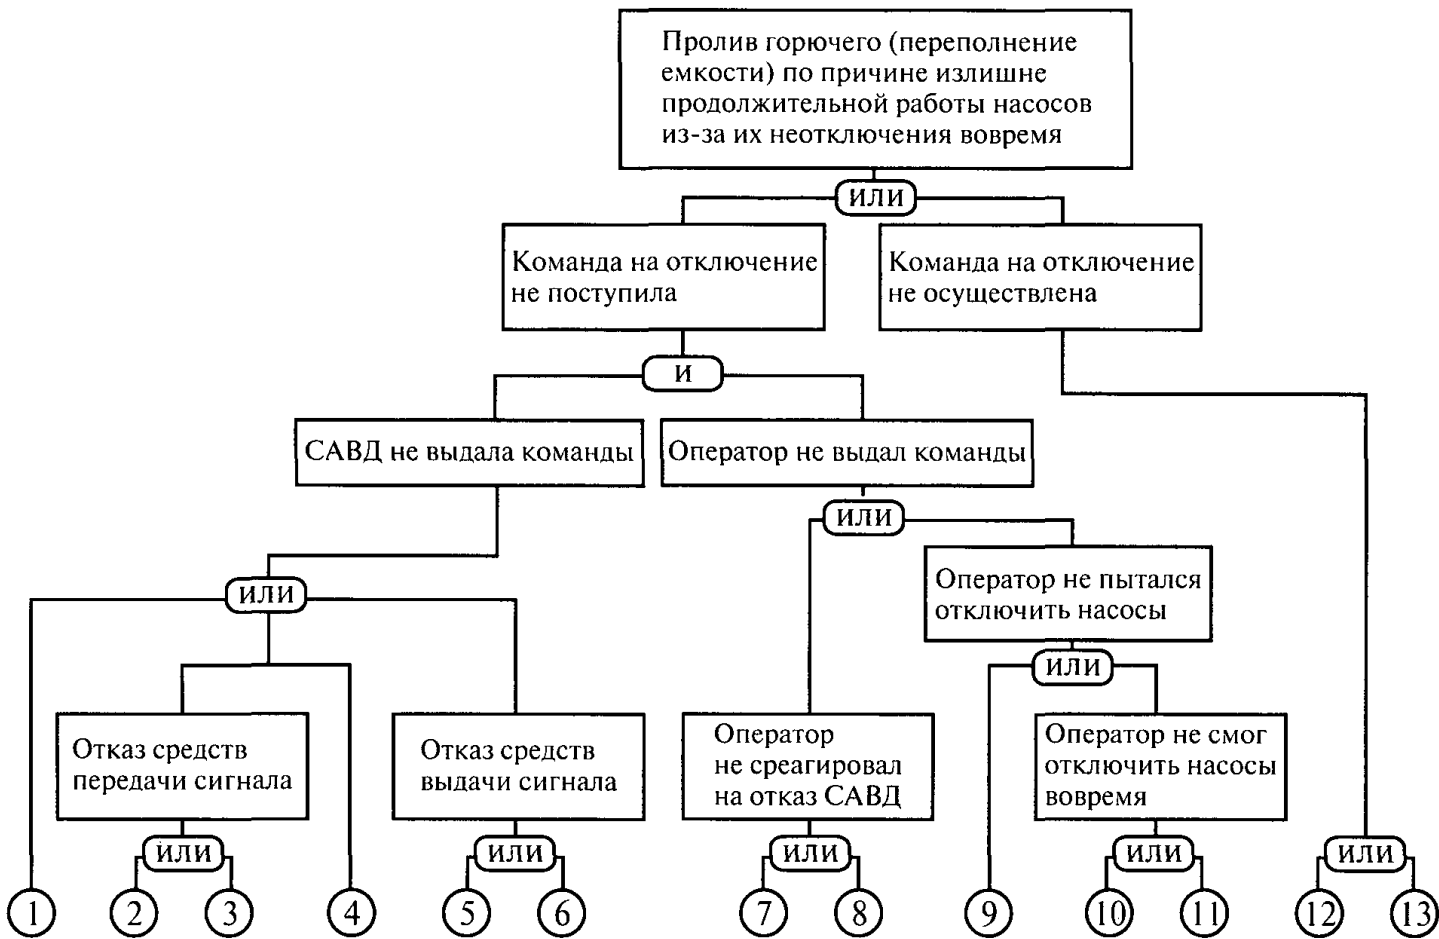 Пролив горючего (переполнение
емкости) по причине излишне
продолжительной работы насосов
из-за их неотключения вовремя
ИЛИ
Команда на отключение
не поступила
Команда на отключение
не осуществлена
И
САВД не выдала команды
Оператор не выдал команды
ИЛИ
Оператор не пытался
отключить насосы
ИЛИ
ИЛИ
Отказ средств
передачи сигнала
Отказ средств
выдачи сигнала
Оператор
не среагировал
на отказ САВД
Оператор не смог
отключить насосы
вовремя
ИЛИ
ИЛИ
ИЛИ
ИЛИ
ИЛИ
1
2
3
4
5
6
7
8
9
10
11
12
13